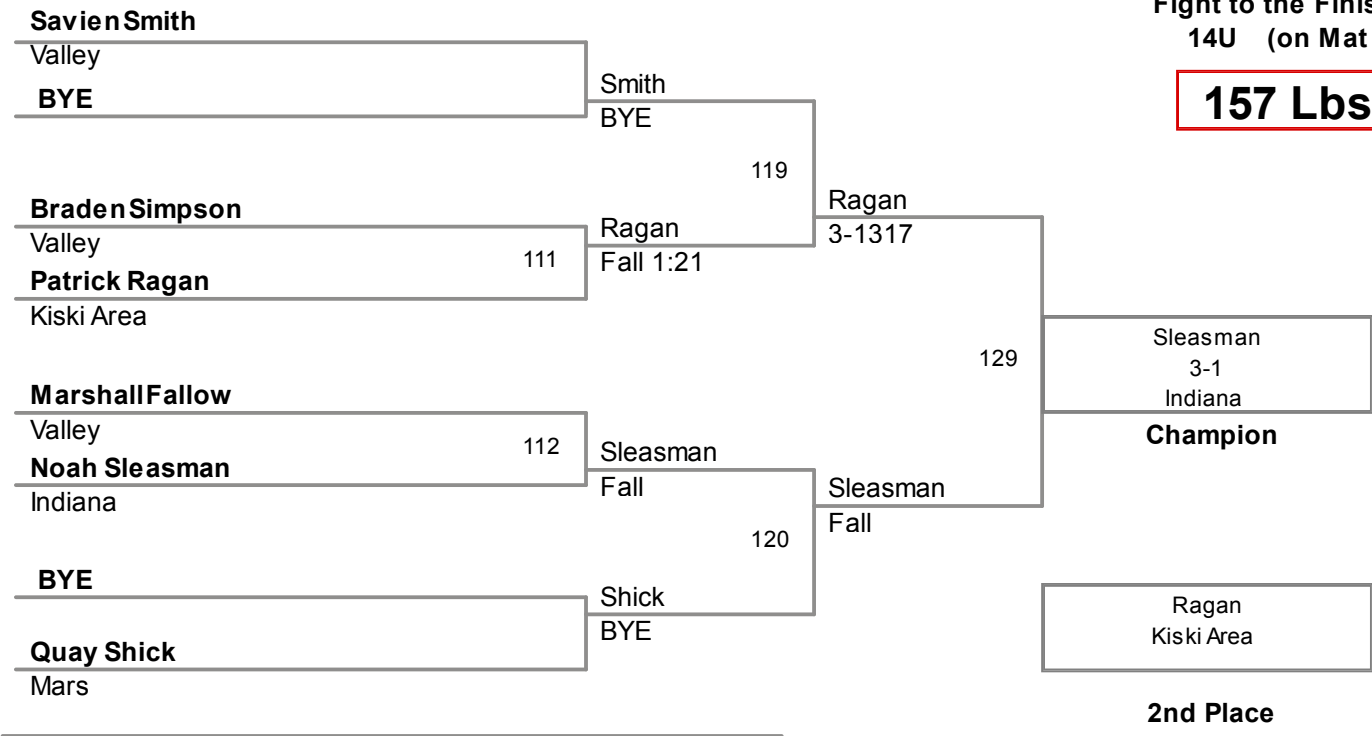 Savien Smith
Valley
BYE
Smith
BYE
119
Braden Simpson
Valley
111
Patrick Ragan
Kiski Area
Ragan
Fall 1:21
Ragan
3-1317
Marshall Fallow
Valley
112
Noah Sleasman
Indiana
Sleasman
Fall
120
Sleasman
Fall
BYE
Shick
BYE
Quay Shick
Mars
129
Fight to the
14U (on Mat
157 Lbs
Sleasman
3-1
Indiana
Champion
Ragan
Kiski Area
2nd Place